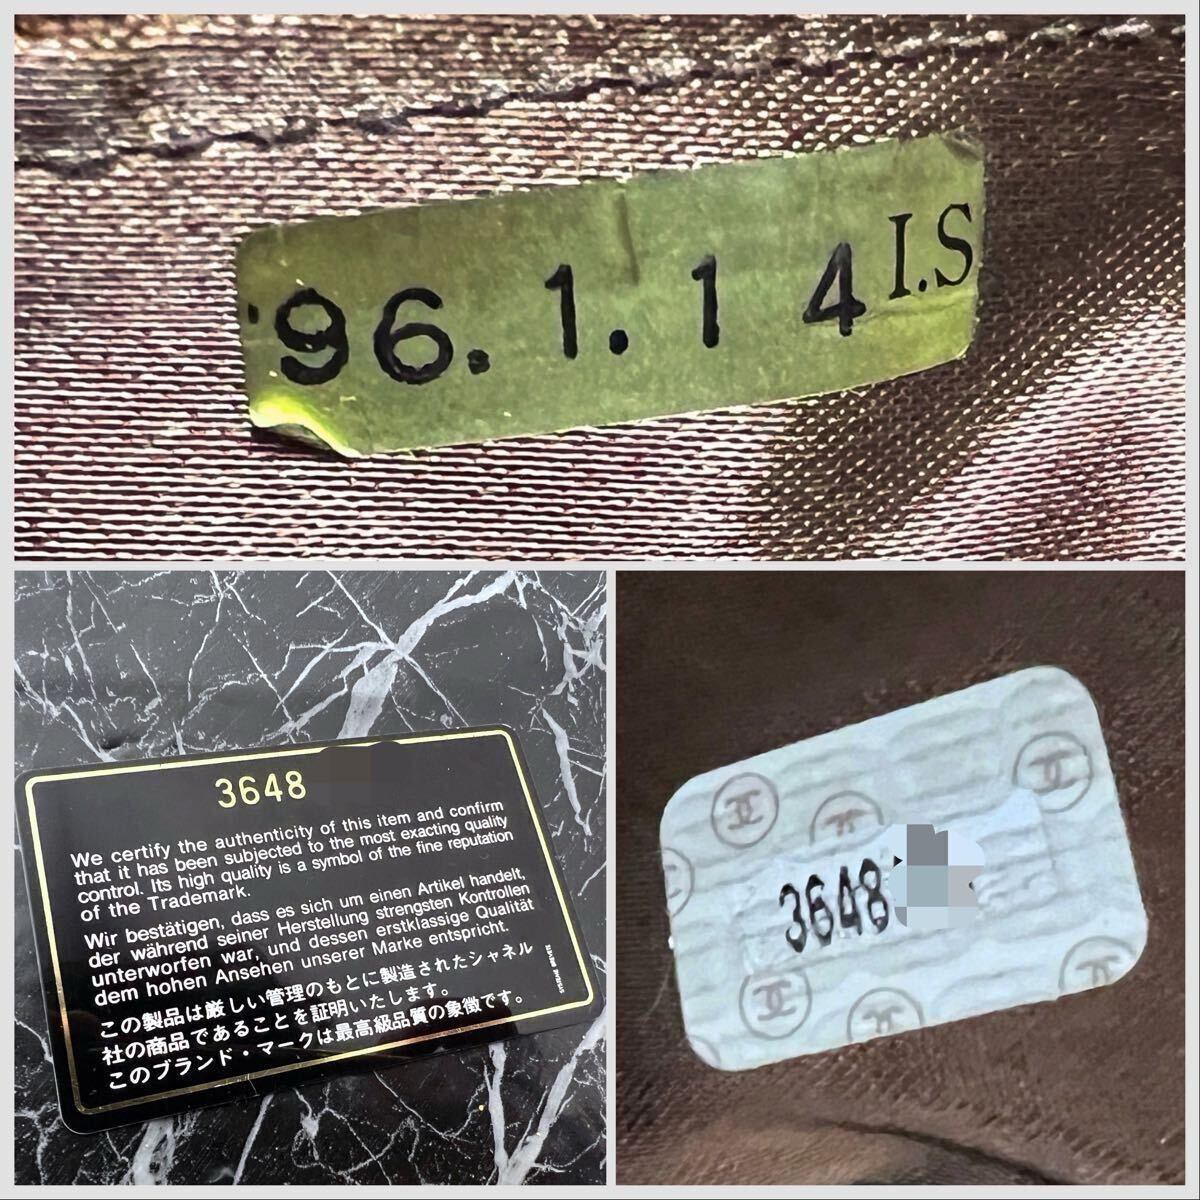 '96.1.14 I.S
3648
We certify the authenticity of this item and confirm
that it has been subjected to the most exacting quality
control. Its high quality is a symbol of the fine reputation
of the Trademark.
Wir bestätigen, dass es sich um einen Artikel handelt,
der während seiner Herstellung strengsten Kontrollen
unterworfen war, und dessen erstklassige Qualität
dem hohen Ansehen unserer Marke entspricht.
この製品は厳しい管理のもとに製造されたシャネル
社の商品であることを証明いたします。
このブランド・マークは最高級品質の象徴です。
3648